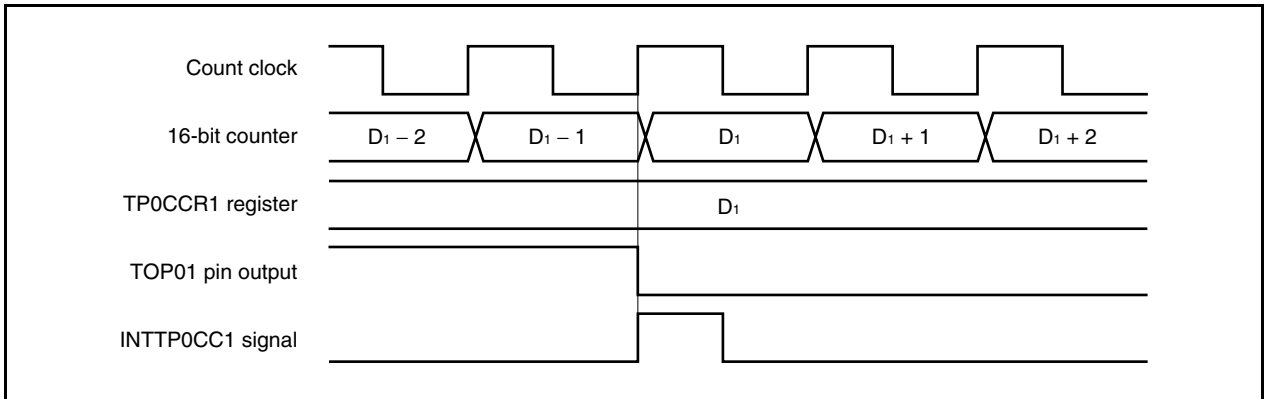 Count clock
16-bit counter
D1 − 2 D1 − 1 D1 D1 + 1 D1 + 2
TP0CCR1 register
D1
TOP01 pin output
INTTP0CC1 signal